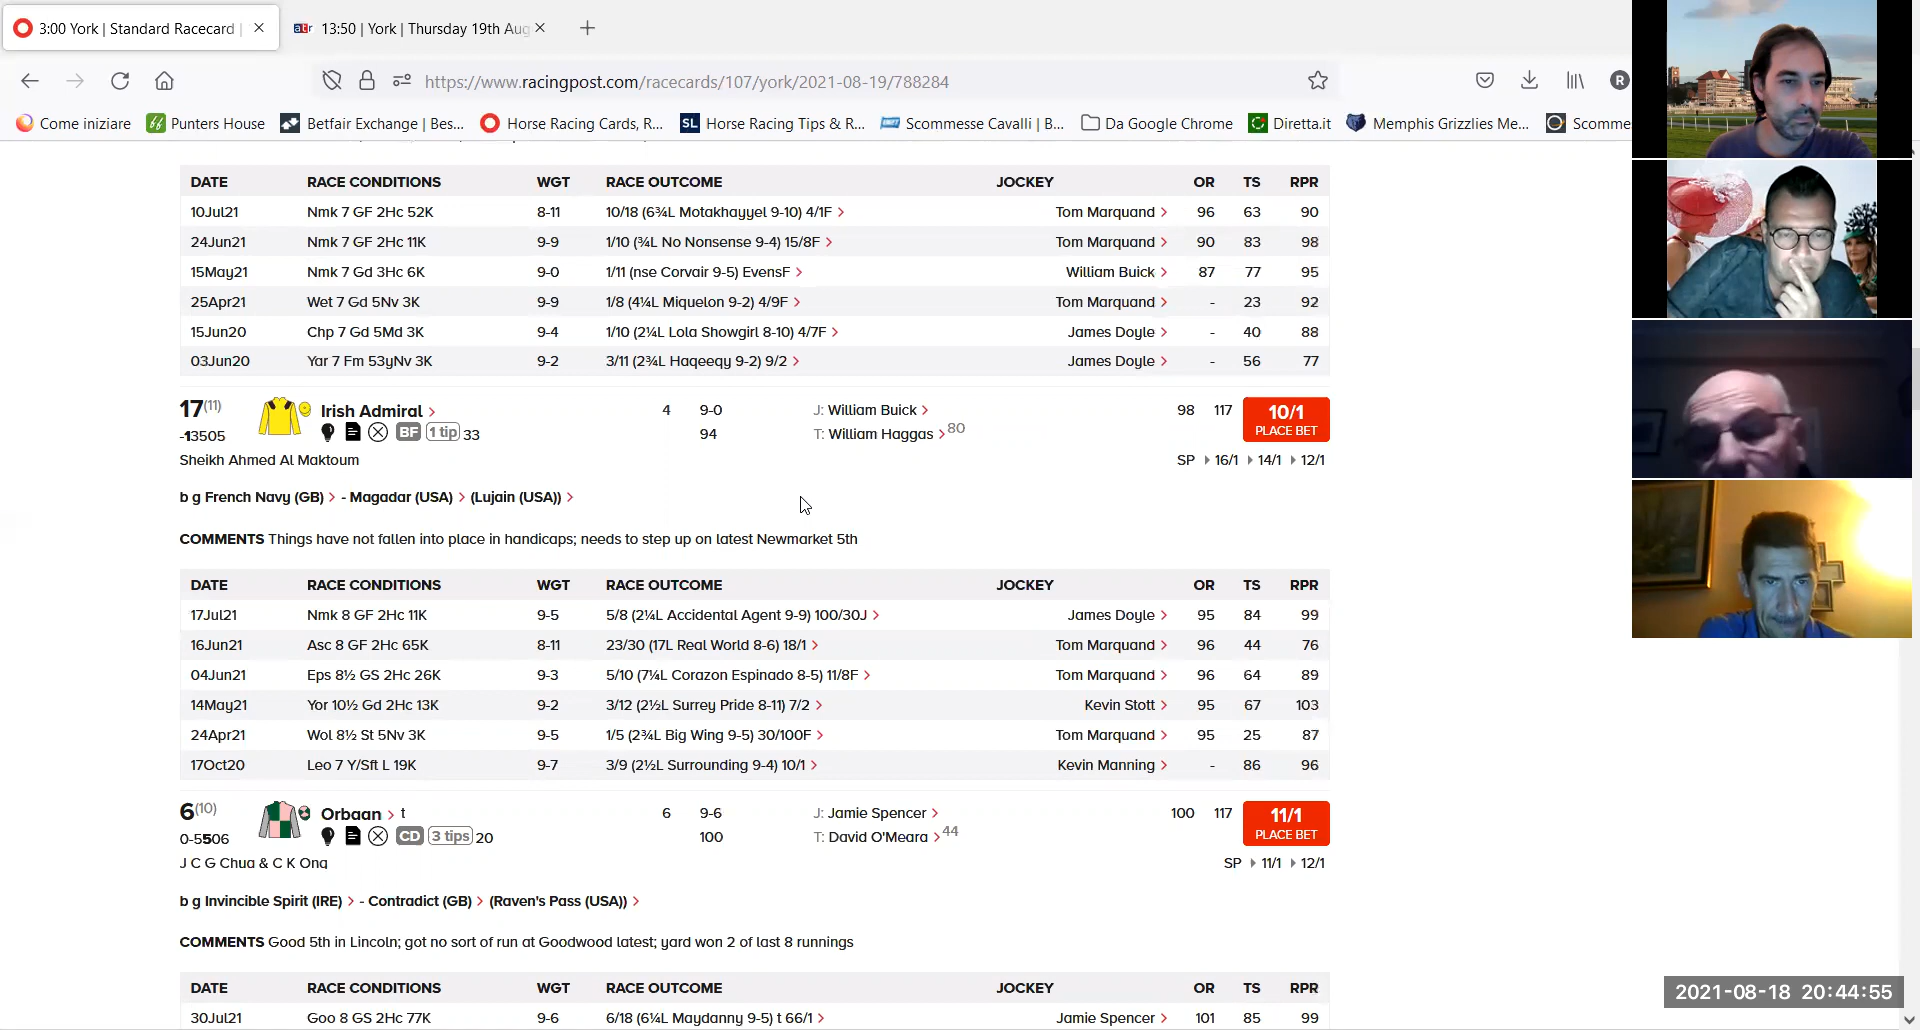 3:00 York | Standard Racecard |
atr 13:50 | York | Thursday 19th Aug
https://www.racingpost.com/racecards/107/york/2021-08-19/788284
R
Come iniziare Punters House Betfair Exchange | Bes... Horse Racing Cards, R... SL Horse Racing Tips & R... Scommesse Cavalli | B... Da Google Chrome Diretta.it Memphis Grizzlies Me... Scomme
DATE RACE CONDITIONS WGT RACE OUTCOME JOCKEY OR TS RPR
10Jul21 Nmk 7 GF 2Hc 52K 8-11 10/18 (6¾L Motakhayyel 9-10) 4/1F Tom Marquand 96 63 90
24Jun21 Nmk 7 GF 2Hc 11K 9-9 1/10 (¾L No Nonsense 9-4) 15/8F Tom Marquand 90 83 98
15May21 Nmk 7 Gd 3Hc 6K 9-0 1/11 (nse Corvair 9-5) EvensF William Buick 87 77 95
25Apr21 Wet 7 Gd 5Nv 3K 9-9 1/8 (4¼L Miquelon 9-2) 4/9F Tom Marquand - 23 92
15Jun20 Chp 7 Gd 5Md 3K 9-4 1/10 (2¼L Lola Showgirl 8-10) 4/7F James Doyle - 40 88
03Jun20 Yar 7 Fm 53yNv 3K 9-2 3/11 (2¾L Haqeeqy 9-2) 9/2 James Doyle - 56 77
17(11) Irish Admiral 4 9-0 J: William Buick 98 117 10/1
-13505 BF 1 tip 33 94 T: William Haggas 80 PLACE BET
Sheikh Ahmed Al Maktoum SP 16/1 14/1 12/1
b g French Navy (GB) - Magadar (USA) (Lujain (USA))
COMMENTS Things have not fallen into place in handicaps; needs to step up on latest Newmarket 5th
DATE RACE CONDITIONS WGT RACE OUTCOME JOCKEY OR TS RPR
17Jul21 Nmk 8 GF 2Hc 11K 9-5 5/8 (2¼L Accidental Agent 9-9) 100/30J James Doyle 95 84 99
16Jun21 Asc 8 GF 2Hc 65K 8-11 23/30 (17L Real World 8-6) 18/1 Tom Marquand 96 44 76
04Jun21 Eps 8½ GS 2Hc 26K 9-3 5/10 (7¼L Corazon Espinado 8-5) 11/8F Tom Marquand 96 64 89
14May21 Yor 10½ Gd 2Hc 13K 9-2 3/12 (2½L Surrey Pride 8-11) 7/2 Kevin Stott 95 67 103
24Apr21 Wol 8½ St 5Nv 3K 9-5 1/5 (2¾L Big Wing 9-5) 30/100F Tom Marquand 95 25 87
17Oct20 Leo 7 Y/Sft L 19K 9-7 3/9 (2½L Surrounding 9-4) 10/1 Kevin Manning - 86 96
6(10) Orbaan t 6 9-6 J: Jamie Spencer 100 117 11/1
0-55506 CD 3 tips 20 100 T: David O'Meara 44 PLACE BET
J C G Chua & C K Ong SP 11/1 12/1
b g Invincible Spirit (IRE) - Contradict (GB) (Raven's Pass (USA))
COMMENTS Good 5th in Lincoln; got no sort of run at Goodwood latest; yard won 2 of last 8 runnings
DATE RACE CONDITIONS WGT RACE OUTCOME JOCKEY OR TS RPR
30Jul21 Goo 8 GS 2Hc 77K 9-6 6/18 (6¼L Maydanny 9-5) t 66/1 Jamie Spencer 101 85 99
2021-08-18 20:44:55